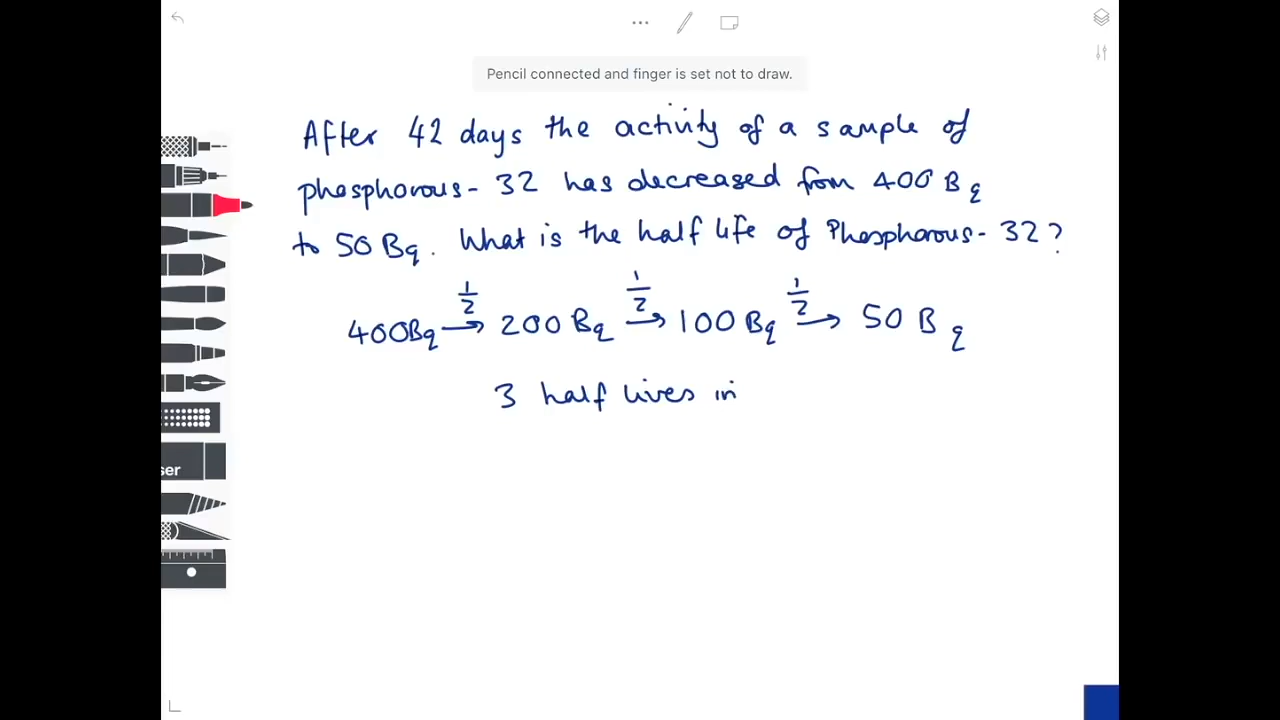 Pencil connected and finger is set not to draw.
After 42 days the activity of a sample of
phosphorous-32 has decreased from 400 Bq
to 50 Bq. What is the half life of Phosphorous-32?
1/2 1/2 1/2
400Bq → 200 Bq → 100 Bq → 50 Bq
3 half lives in
ser